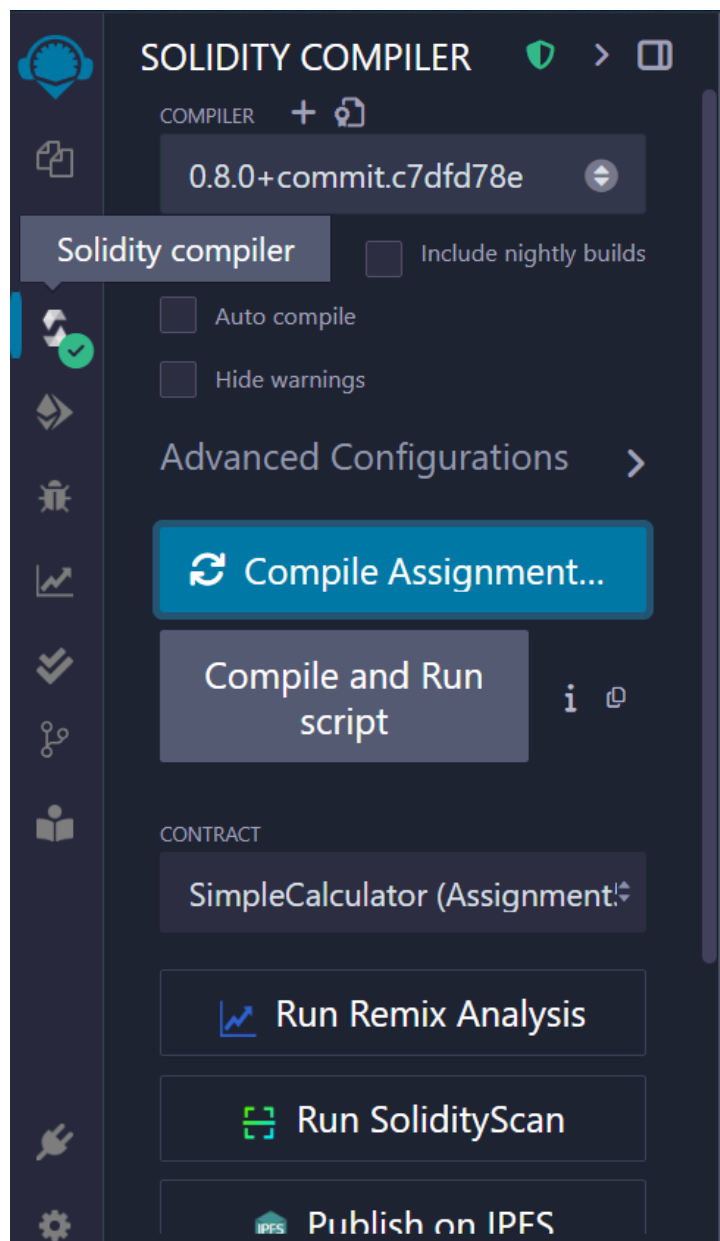 SOLIDITY COMPILER
COMPILER
0.8.0+commit.c7dfd78e
Solidity compiler
Include nightly builds
Auto compile
Hide warnings
Advanced Configurations
Compile Assignment...
Compile and Run
script
i
CONTRACT
SimpleCalculator (Assignment
Run Remix Analysis
Run SolidityScan
IPFS
Publish on IPFS